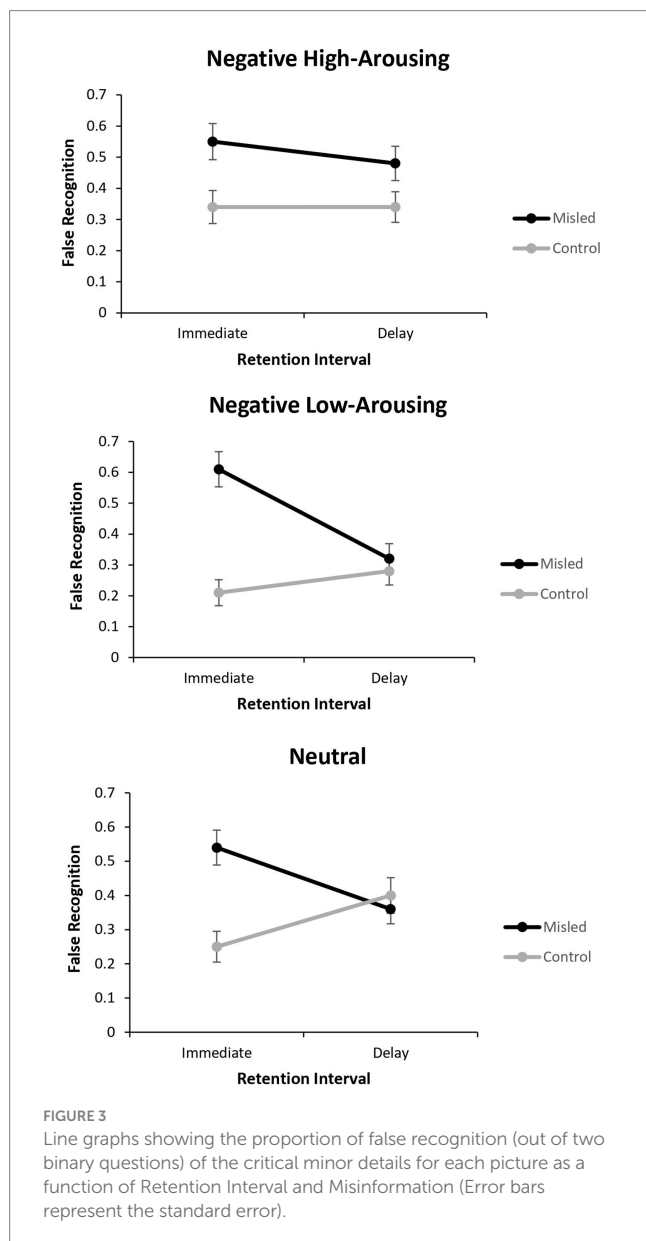 Negative High-Arousing
0.7
0.6
0.5
0.4
0.3
0.2
0.1
0
False Recognition
Immediate
Delay
Retention Interval
Misled
Control
Negative Low-Arousing
0.7
0.6
0.5
0.4
0.3
0.2
0.1
0
False Recognition
Immediate
Delay
Retention Interval
Misled
Control
Neutral
0.7
0.6
0.5
0.4
0.3
0.2
0.1
0
False Recognition
Immediate
Delay
Retention Interval
Misled
Control
FIGURE 3
Line graphs showing the proportion of false recognition (out of two
binary questions) of the critical minor details for each picture as a
function of Retention Interval and Misinformation (Error bars
represent the standard error).